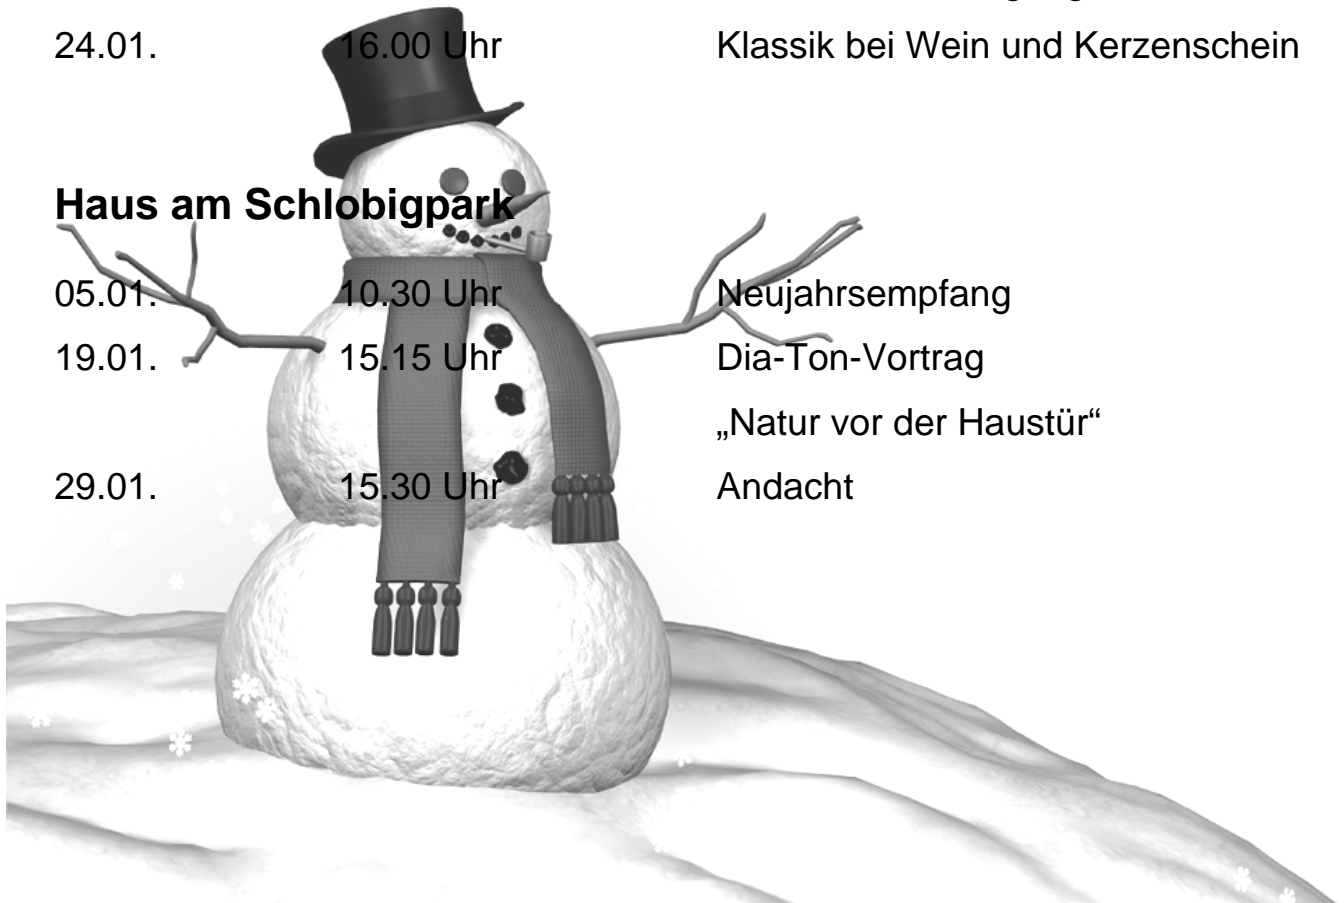 24.01. 16.00 Uhr Klassik bei Wein und Kerzenschein
Haus am Schlobigpark
05.01. 10.30 Uhr Neujahrsempfang
19.01. 15.15 Uhr Dia-Ton-Vortrag
„Natur vor der Haustür“
29.01. 15.30 Uhr Andacht